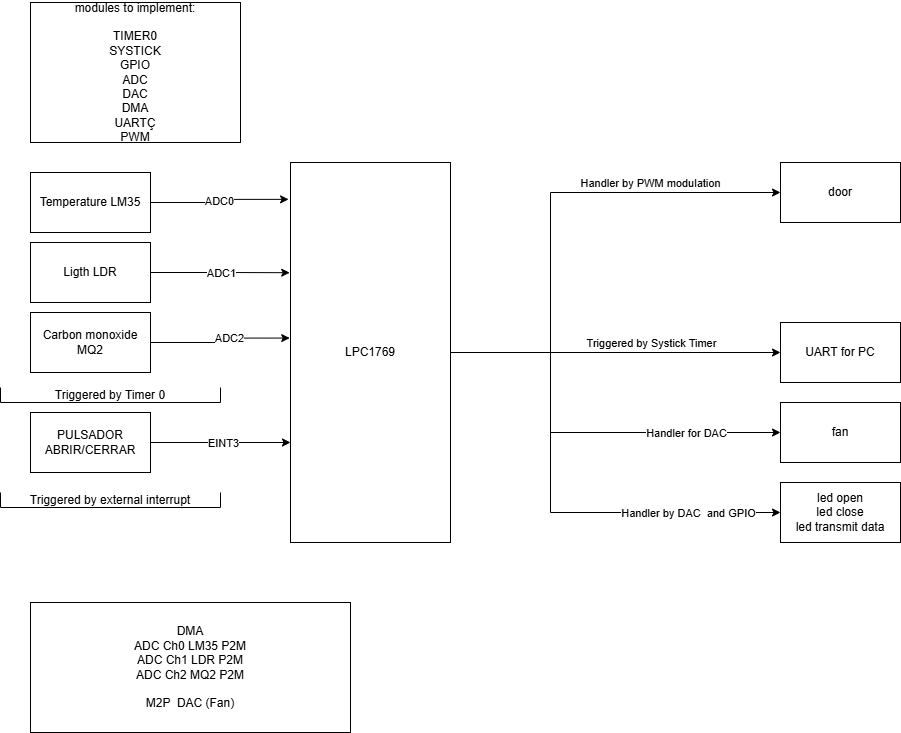 modules to implement:
TIMER0
SYSTICK
GPIO
ADC
DAC
DMA
UARTÇ
PWM
Temperature LM35
ADC0
Ligth LDR
ADC1
Carbon monoxide
MQ2
ADC2
Triggered by Timer 0
PULSADOR
ABRIR/CERRAR
EINT3
Triggered by external interrupt
LPC1769
Handler by PWM modulation
door
Triggered by Systick Timer
UART for PC
Handler for DAC
fan
Handler by DAC  and GPIO
led open
led close
led transmit data
DMA
ADC Ch0 LM35 P2M
ADC Ch1 LDR P2M
ADC Ch2 MQ2 P2M
M2P  DAC (Fan)